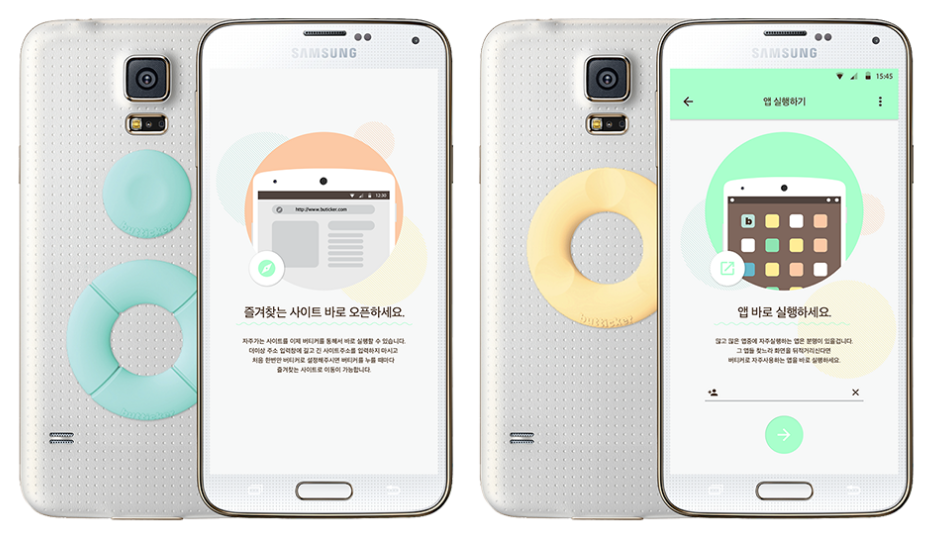 SAMSUNG
12:30
http://www.buticker.com
즐겨찾는 사이트 바로 오픈하세요.
자주가는 사이트를 이제 버티커를 통해서 바로 실행할 수 있습니다.
더이상 주소 입력창에 길고 긴 사이트주소를 입력하지 마시고
처음 한번만 버티커로 설정해주시면 버티커를 누를 때마다
즐겨찾는 사이트로 이동이 가능합니다.
SAMSUNG
15:45
앱 실행하기
b
앱 바로 실행하세요.
많고 많은 앱중에 자주실행하는 앱은 분명이 있을겁니다.
그 앱들 찾느라 화면을 뒤적거리신다면
버티커로 자주사용하는 앱을 바로 실행하세요.
buticker